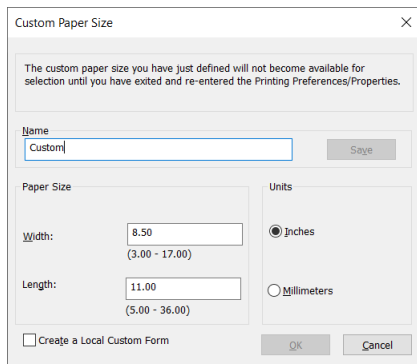 Custom Paper Size
The custom paper size you have just defined will not become available for
selection until you have exited and re-entered the Printing Preferences/Properties.
Name
Custom
Save
Paper Size
Units
Width:
8.50
(3.00 - 17.00)
Inches
Length:
11.00
(5.00 - 36.00)
Millimeters
Create a Local Custom Form
OK
Cancel